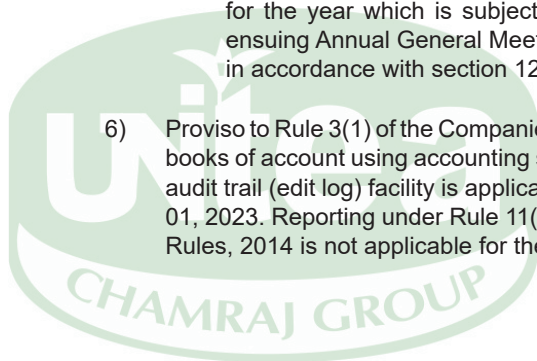 for the year which is subject
ensuing Annual General Meet
in accordance with section 12
6) Proviso to Rule 3(1) of the Companie
books of account using accounting s
audit trail (edit log) facility is applica
01, 2023. Reporting under Rule 11(
Rules, 2014 is not applicable for the
unitea
CHAMRAJ GROUP